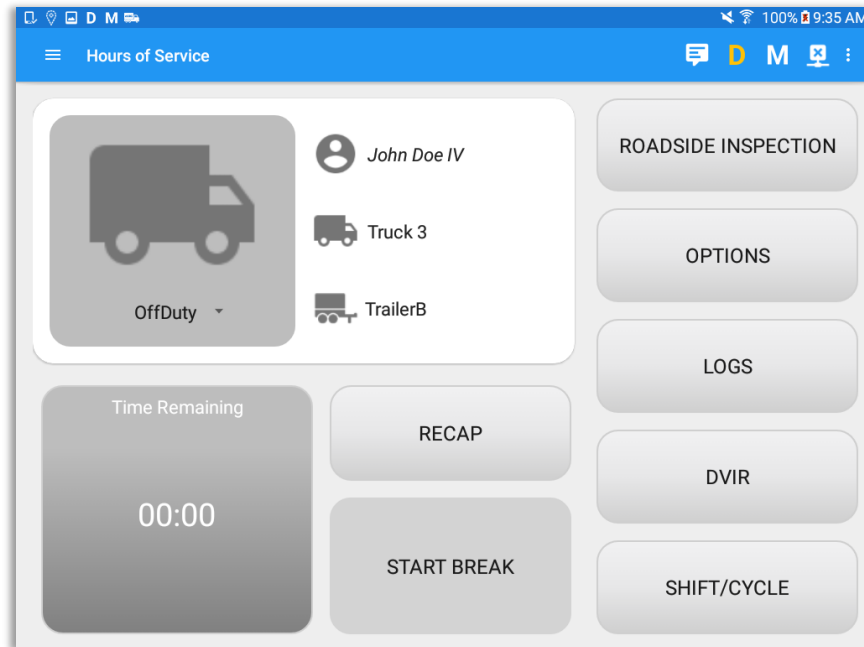 D M 100% 9:35 AM
Hours of Service D M
John Doe IV
Truck 3
TrailerB
OffDuty
Time Remaining
00:00
RECAP
START BREAK
ROADSIDE INSPECTION
OPTIONS
LOGS
DVIR
SHIFT/CYCLE